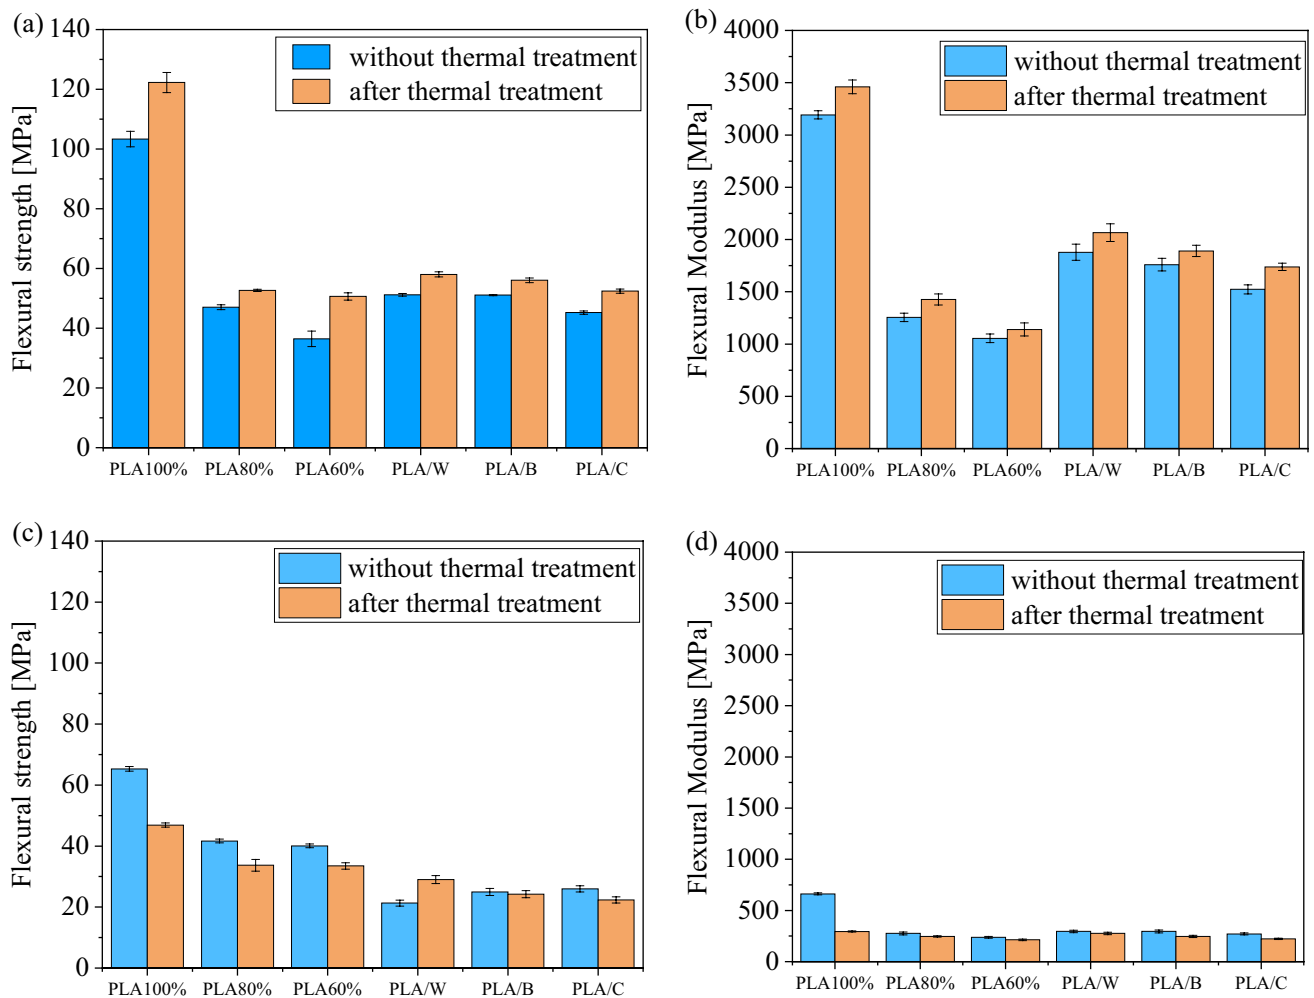 (a)
Flexural strength [MPa]
140
120
100
80
60
40
20
0
without thermal treatment
after thermal treatment
PLA100% PLA80% PLA60% PLA/W PLA/B PLA/C
(b)
Flexural Modulus [MPa]
4000
3500
3000
2500
2000
1500
1000
500
0
without thermal treatment
after thermal treatment
PLA100% PLA80% PLA60% PLA/W PLA/B PLA/C
(c)
Flexural strength [MPa]
140
120
100
80
60
40
20
0
without thermal treatment
after thermal treatment
PLA100% PLA80% PLA60% PLA/W PLA/B PLA/C
(d)
Flexural Modulus [MPa]
4000
3500
3000
2500
2000
1500
1000
500
0
without thermal treatment
after thermal treatment
PLA100% PLA80% PLA60% PLA/W PLA/B PLA/C